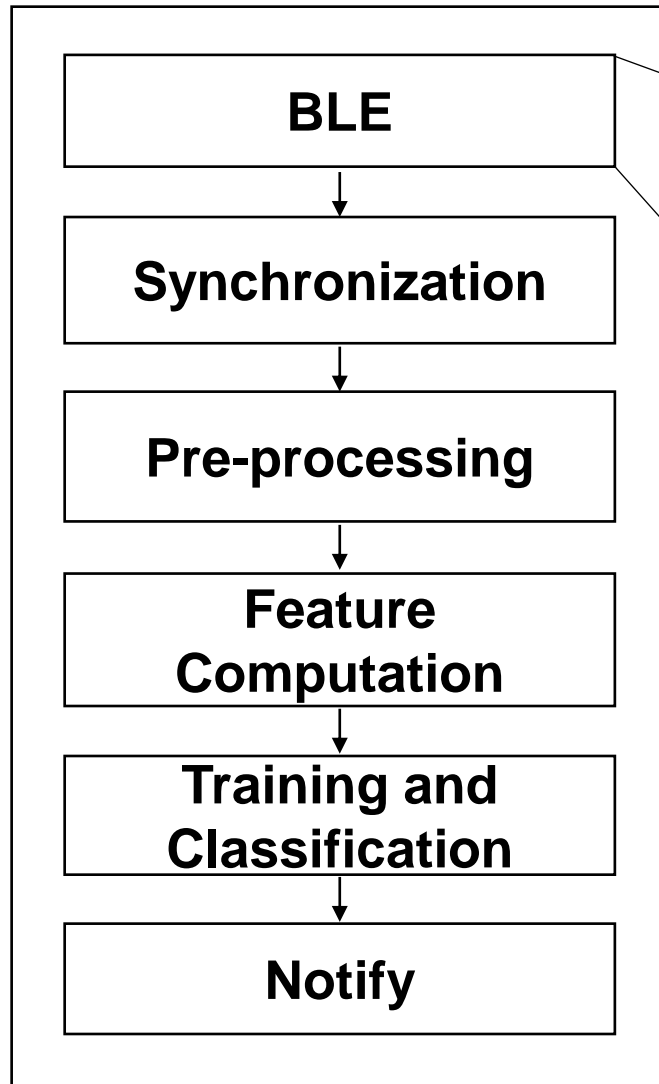 BLE
Synchronization
Pre-processing
Feature
Computation
Training and
Classification
Notify